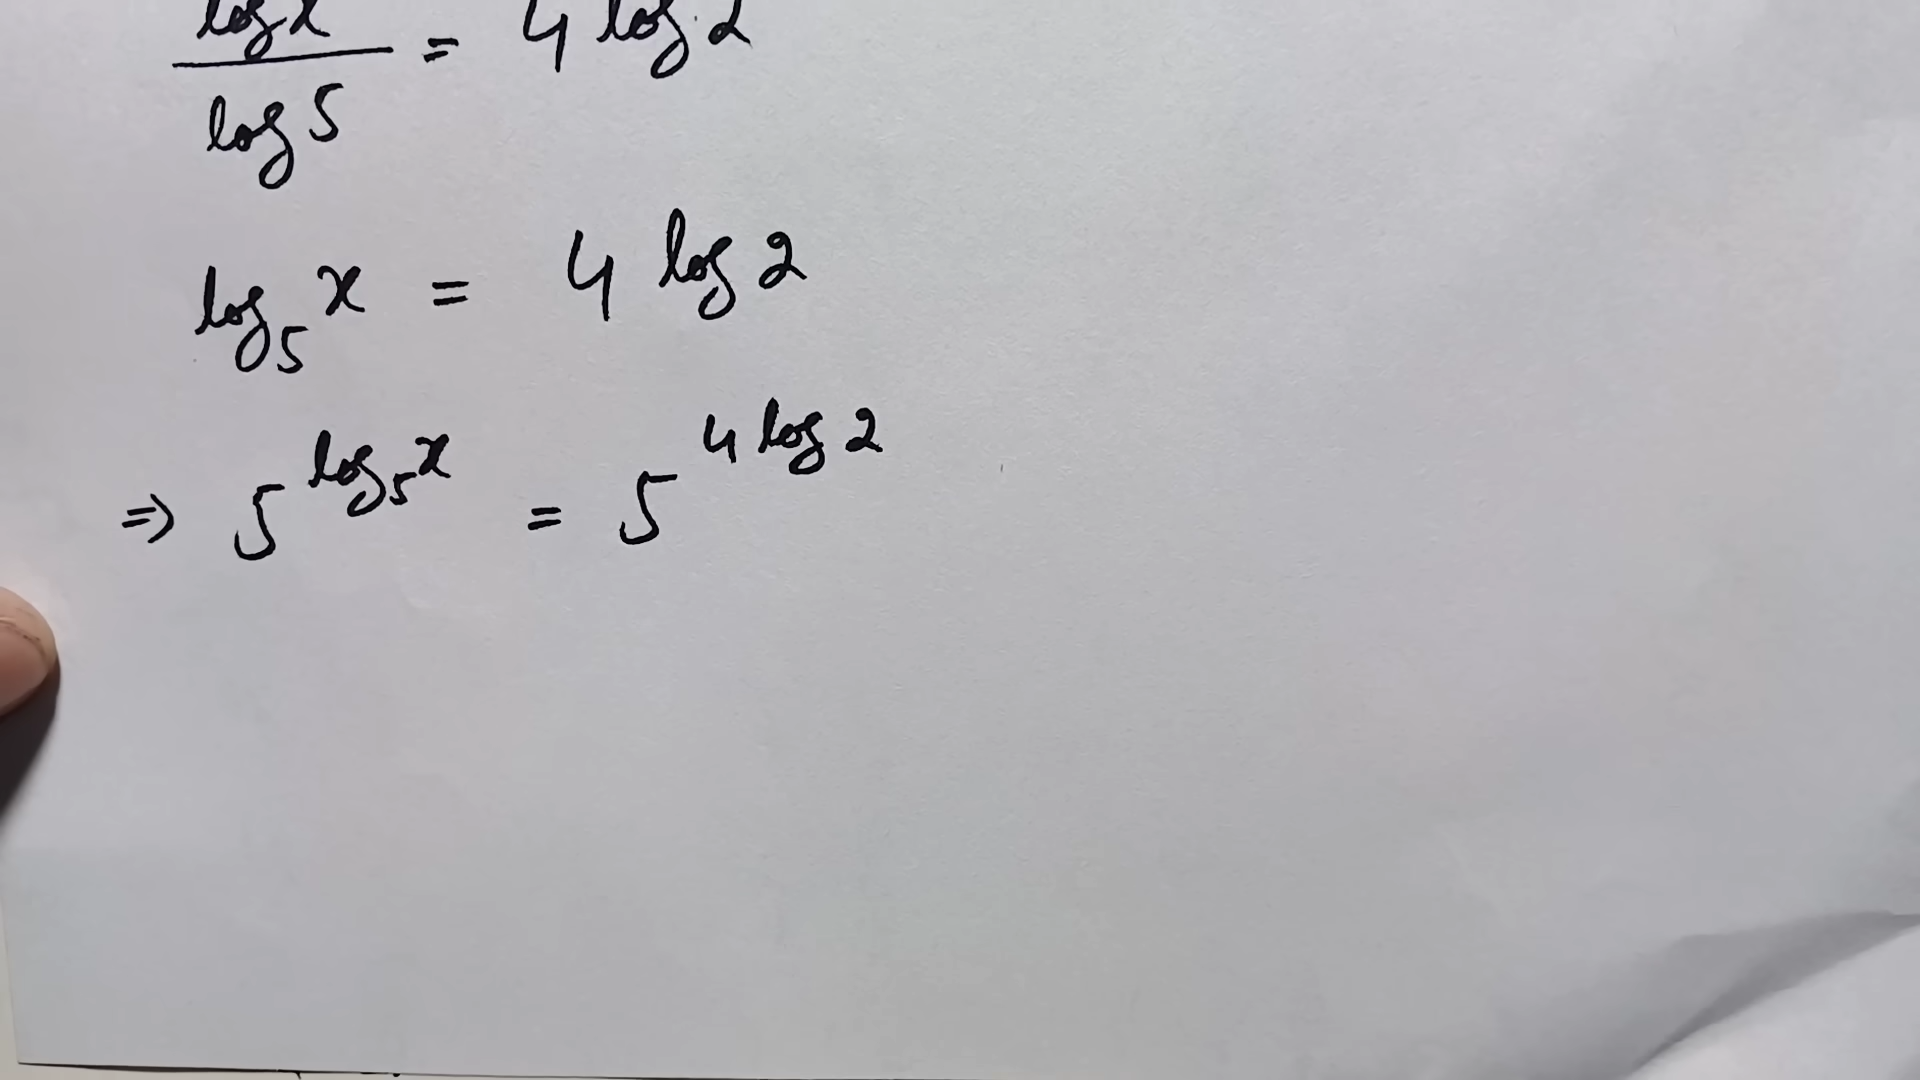 log x / log 5 = 4 log 2
log₅ x = 4 log 2
⇒ 5^(log₅ x) = 5^(4 log 2)